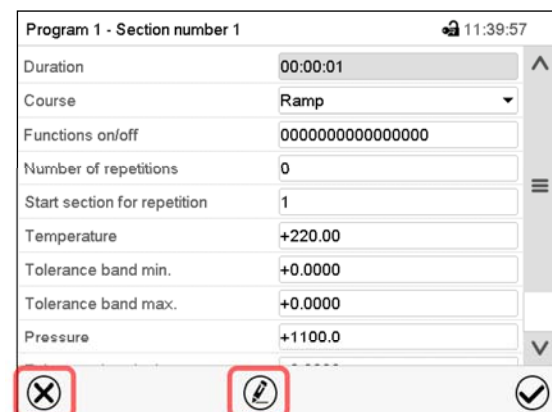 Program 1 - Section number 1 11:39:57
Duration 00:00:01
Course Ramp
Functions on/off 0000000000000000
Number of repetitions 0
Start section for repetition 1
Temperature +220.00
Tolerance band min. +0.0000
Tolerance band max. +0.0000
Pressure +1100.0